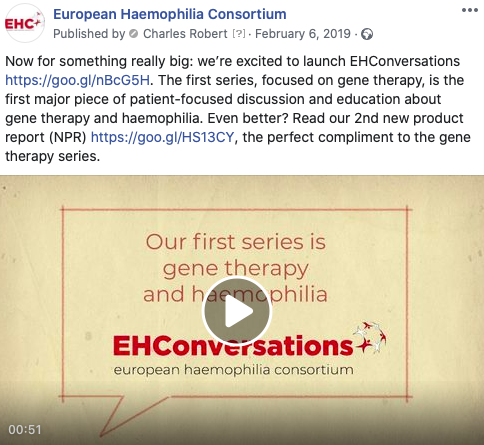 EHC
European Haemophilia Consortium
Published by Charles Robert [?] · February 6, 2019 ·
Now for something really big: we're excited to launch EHConversations
https://goo.gl/nBcG5H. The first series, focused on gene therapy, is the
first major piece of patient-focused discussion and education about
gene therapy and haemophilia. Even better? Read our 2nd new product
report (NPR) https://goo.gl/HS13CY, the perfect compliment to the gene
therapy series.
Our first series is
gene therapy
and haemophilia
EHConversations
european haemophilia consortium
00:51